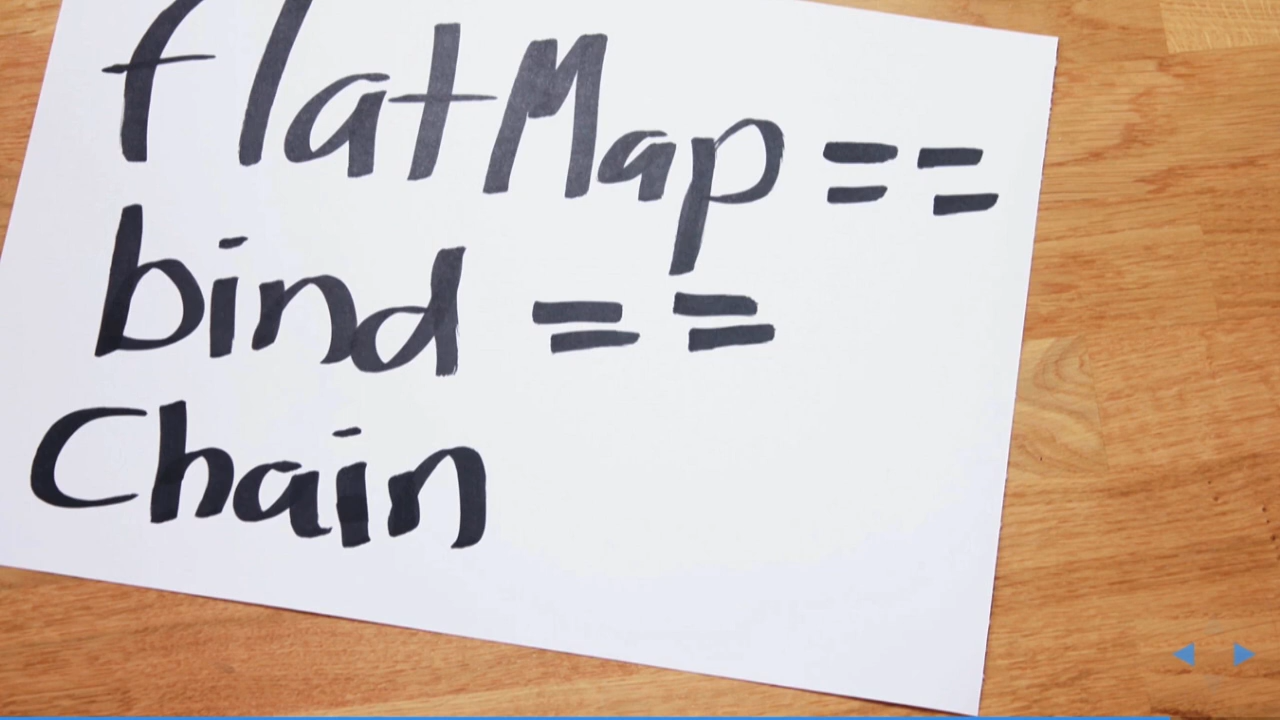 flatMap ==
bind ==
Chain